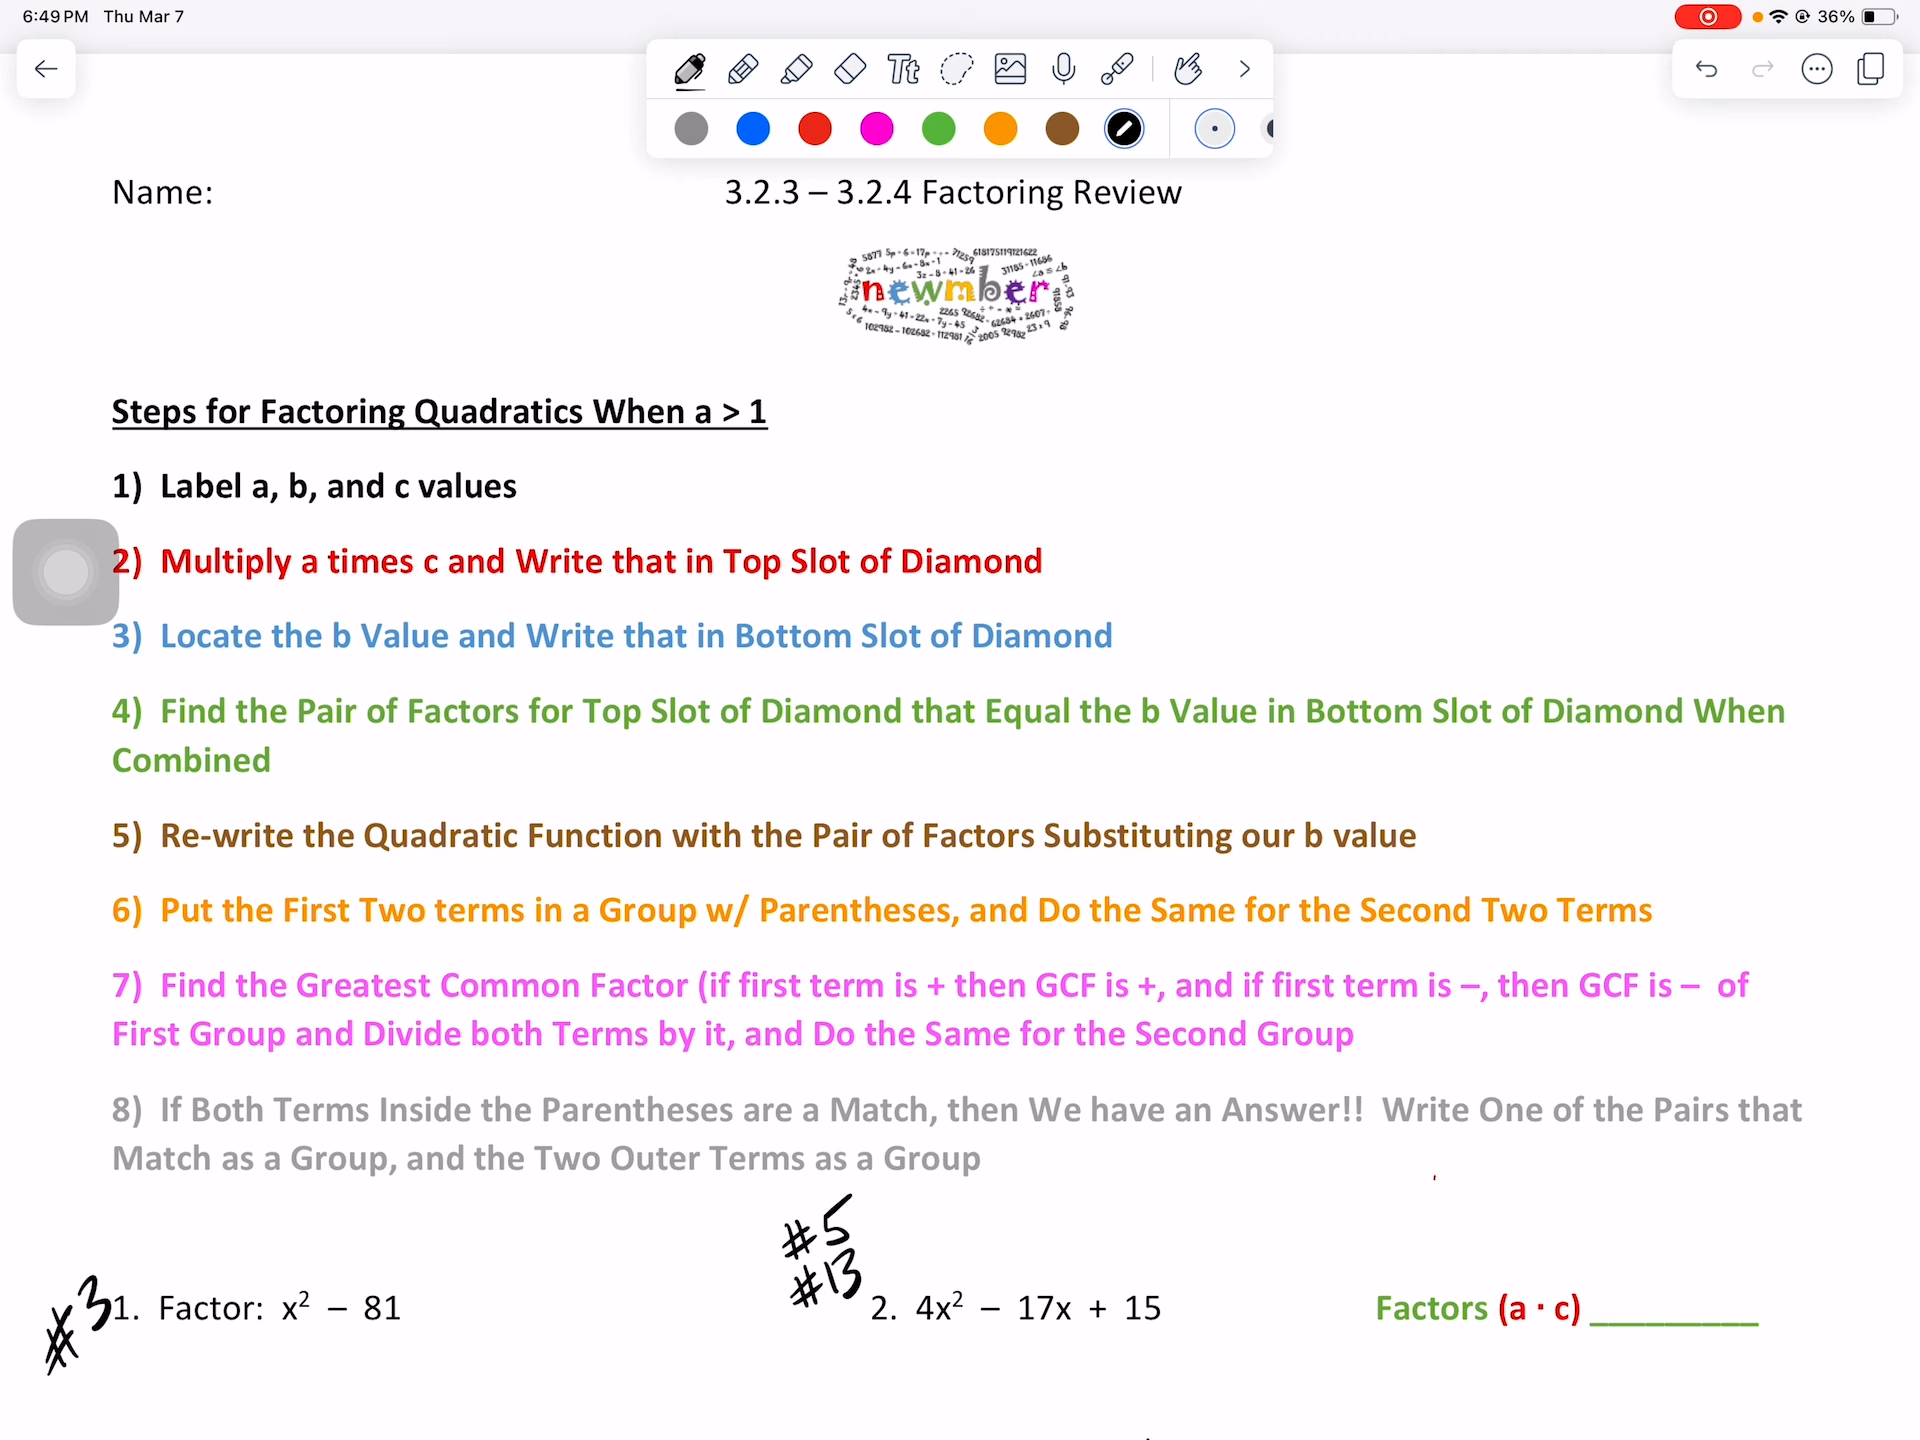 6:49 PM Thu Mar 7
36%
Tt
Name: 3.2.3 – 3.2.4 Factoring Review
newmber
Steps for Factoring Quadratics When a > 1
1) Label a, b, and c values
2) Multiply a times c and Write that in Top Slot of Diamond
3) Locate the b Value and Write that in Bottom Slot of Diamond
4) Find the Pair of Factors for Top Slot of Diamond that Equal the b Value in Bottom Slot of Diamond When
Combined
5) Re-write the Quadratic Function with the Pair of Factors Substituting our b value
6) Put the First Two terms in a Group w/ Parentheses, and Do the Same for the Second Two Terms
7) Find the Greatest Common Factor (if first term is + then GCF is +, and if first term is –, then GCF is – of
First Group and Divide both Terms by it, and Do the Same for the Second Group
8) If Both Terms Inside the Parentheses are a Match, then We have an Answer!! Write One of the Pairs that
Match as a Group, and the Two Outer Terms as a Group
#5
#13
#3 1. Factor: x² – 81 2. 4x² – 17x + 15 Factors (a · c) __________